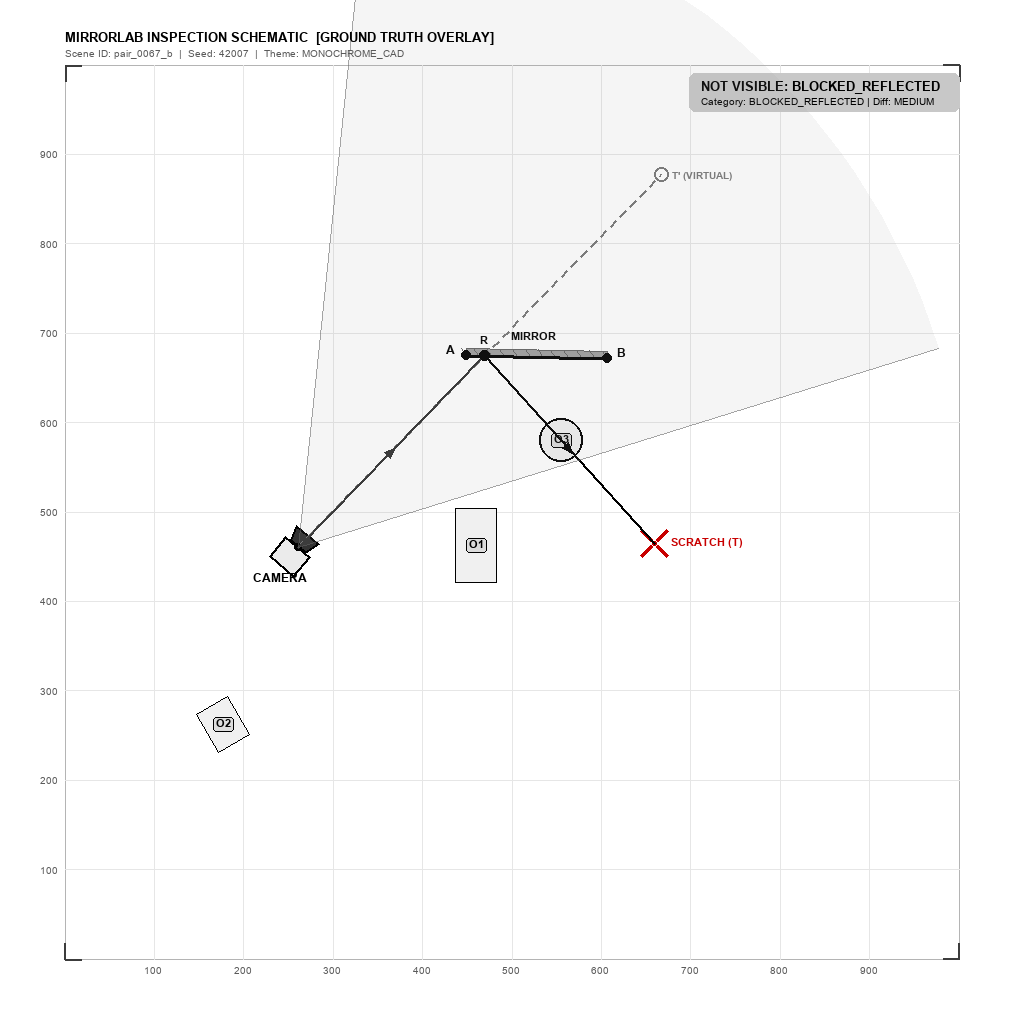 MIRRORLAB INSPECTION SCHEMATIC [GROUND TRUTH OVERLAY]
Scene ID: pair_0067_b | Seed: 42007 | Theme: MONOCHROME_CAD
NOT VISIBLE: BLOCKED_REFLECTED
Category: BLOCKED_REFLECTED | Diff: MEDIUM
900
T' (VIRTUAL)
800
700
R
MIRROR
A
B
600
O3
500
O1
SCRATCH (T)
CAMERA
400
300
O2
200
100
100
200
300
400
500
600
700
800
900